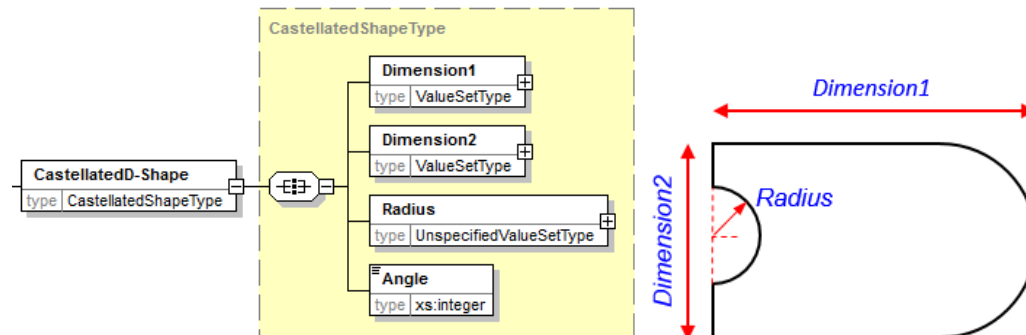 CastellatedShapeType
Dimension1
type ValueSetType
Dimension2
type ValueSetType
CastellatedD-Shape
type CastellatedShapeType
Radius
type UnspecifiedValueSetType
Angle
type xs:integer
Dimension1
Dimension2
Radius